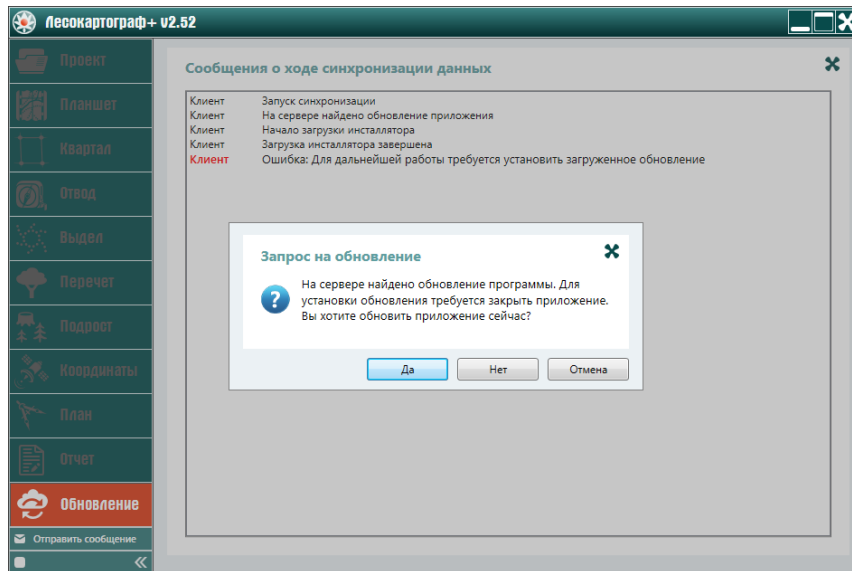 Лесокартограф+ v2.52
Проект
Планшет
Квартал
Отвод
Выдел
Перечет
Подрост
Координаты
План
Отчет
Обновление
Отправить сообщение
Сообщения о ходе синхронизации данных
Клиент Запуск синхронизации
Клиент На сервере найдено обновление приложения
Клиент Начало загрузки инсталлятора
Клиент Загрузка инсталлятора завершена
Клиент Ошибка: Для дальнейшей работы требуется установить загруженное обновление
Запрос на обновление
На сервере найдено обновление программы. Для
установки обновления требуется закрыть приложение.
Вы хотите обновить приложение сейчас?
Да
Нет
Отмена